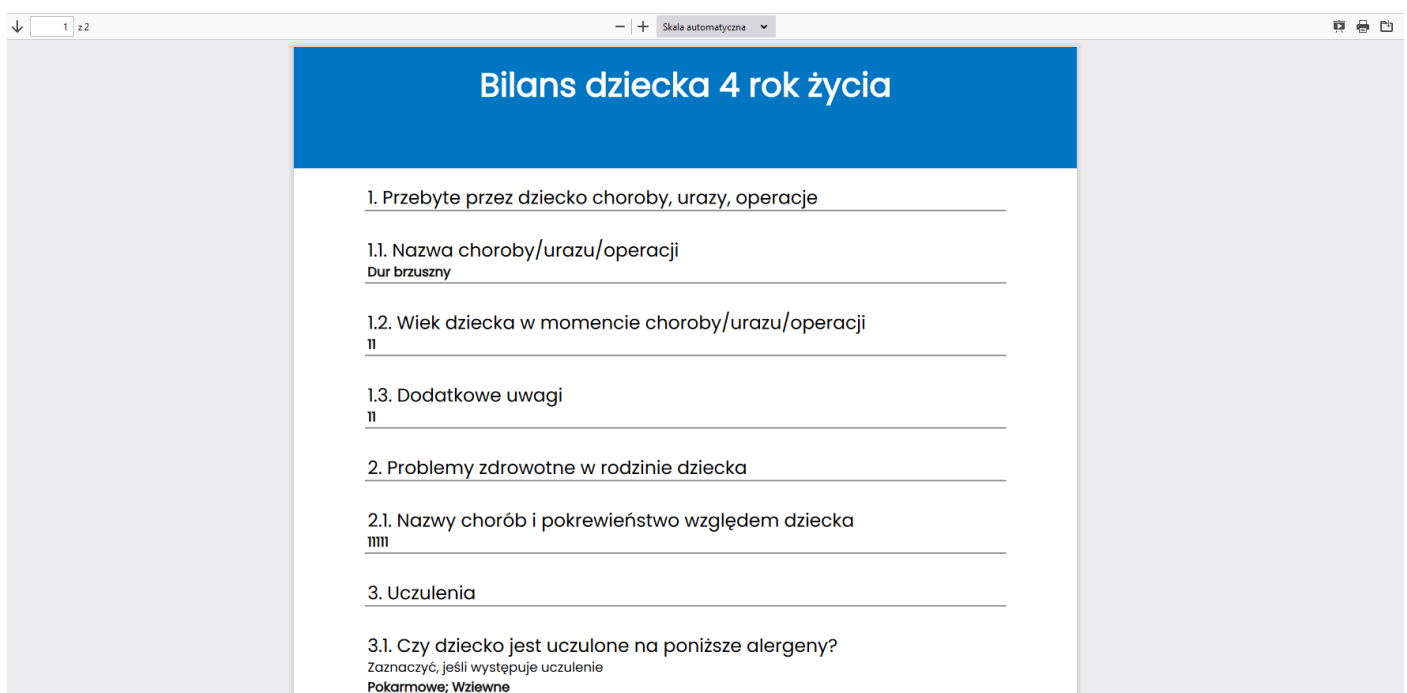 1 z 2
Skala automatyczna
Bilans dziecka 4 rok życia
1. Przebyte przez dziecko choroby, urazy, operacje
1.1. Nazwa choroby/urazu/operacji
Dur brzuszny
1.2. Wiek dziecka w momencie choroby/urazu/operacji
11
1.3. Dodatkowe uwagi
11
2. Problemy zdrowotne w rodzinie dziecka
2.1. Nazwy chorób i pokrewieństwo względem dziecka
11111
3. Uczulenia
3.1. Czy dziecko jest uczulone na poniższe alergeny?
Zaznaczyć, jeśli występuje uczulenie
Pokarmowe; Wziewne